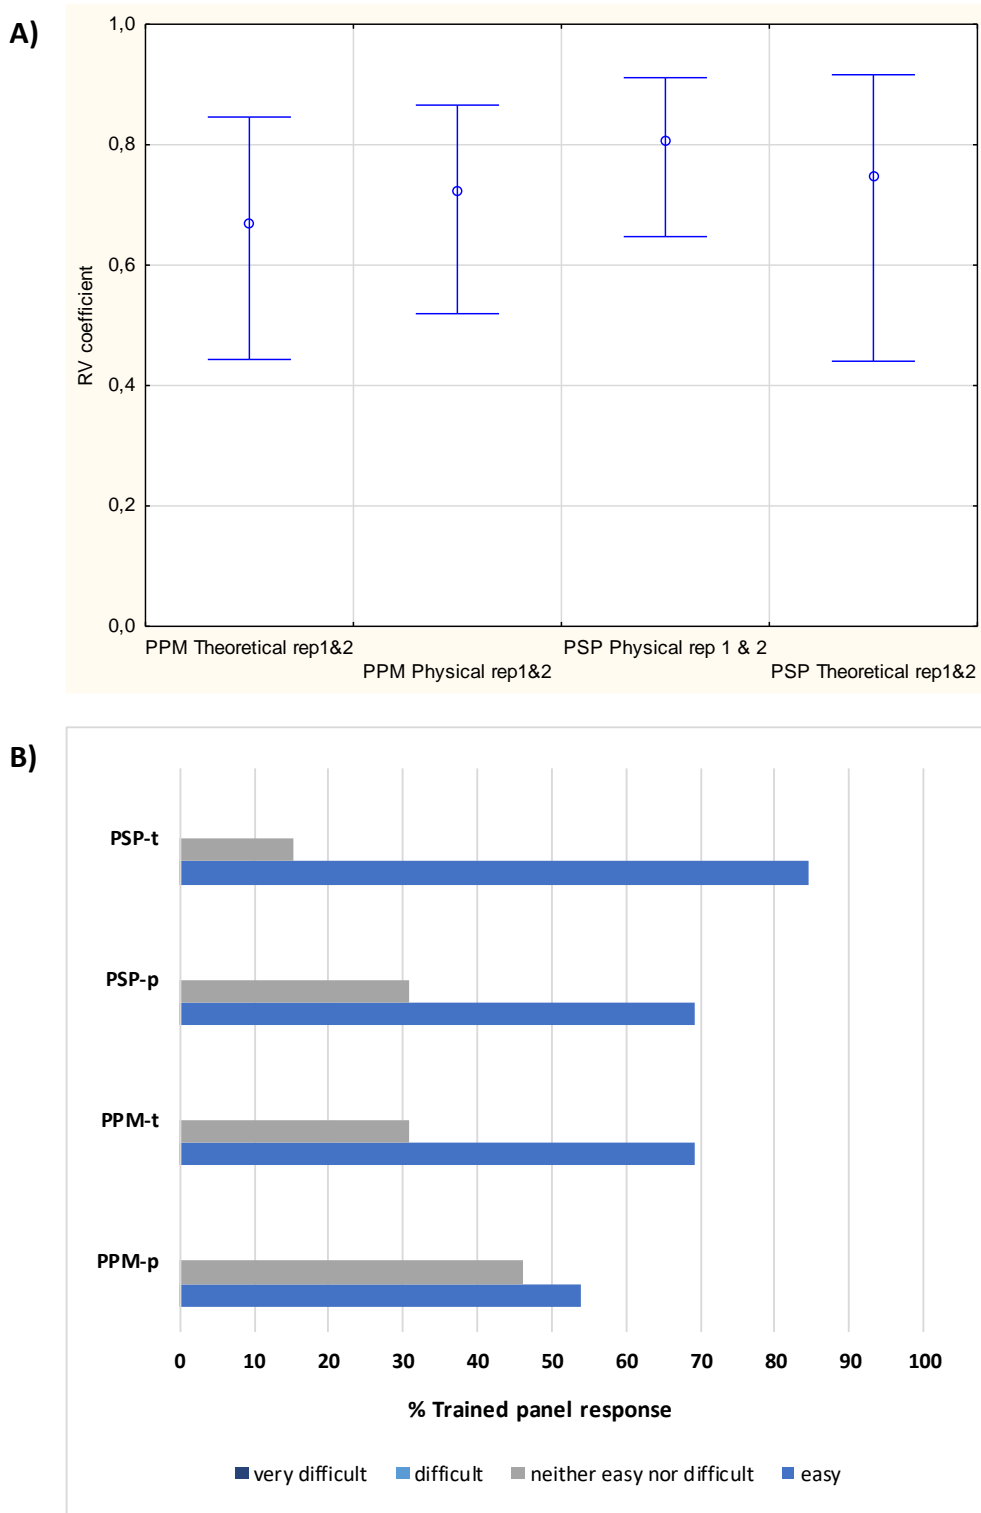 A)
1,0
0,8
0,6
0,4
0,2
0,0
RV coefficient
PPM Theoretical rep1&2
PSP Physical rep 1 & 2
PPM Physical rep1&2
PSP Theoretical rep1&2
B)
PSP-t
PSP-p
PPM-t
PPM-p
0 10 20 30 40 50 60 70 80 90 100
% Trained panel response
very difficult difficult neither easy nor difficult easy